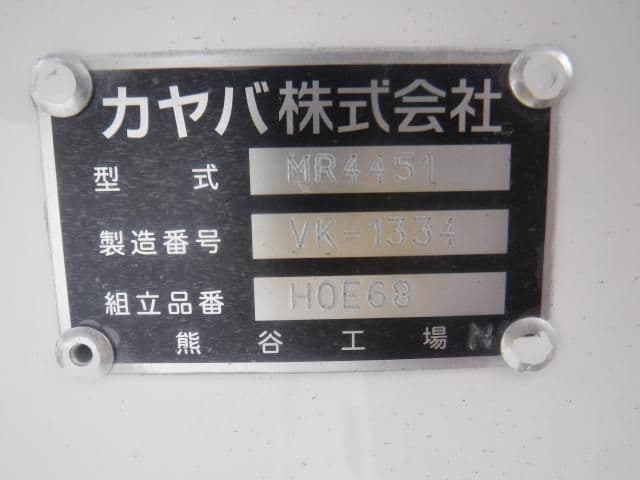 カヤバ株式会社
型式 MR4451
製造番号 VK-1334
組立品番 H0E68
熊谷工場 N